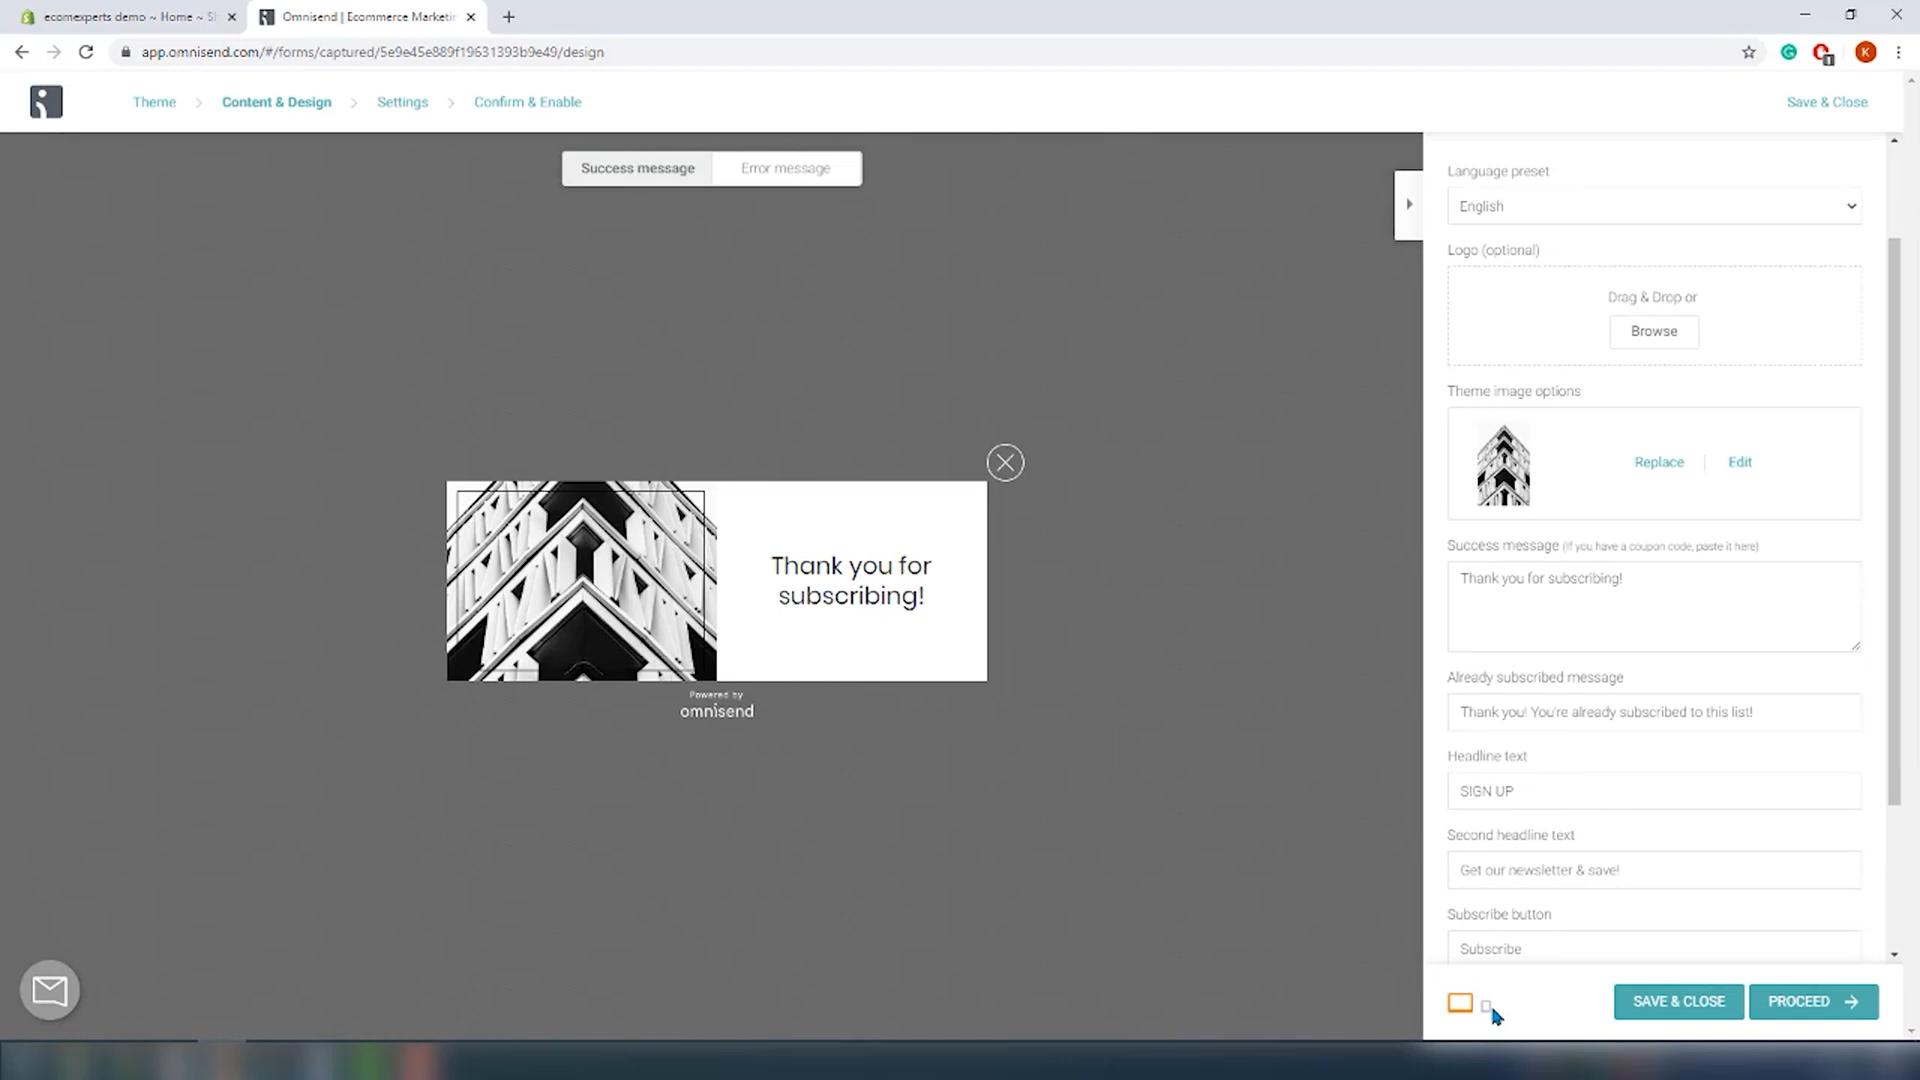 ecomexperts demo ~ Home ~ S
Omnisend | Ecommerce Marketin
app.omnisend.com/#/forms/captured/5e9e45e889f19631393b9e49/design
K
1
Theme
Content & Design
Settings
Confirm & Enable
Save & Close
Success message
Error message
Language preset
English
Logo (optional)
Drag & Drop or
Browse
Theme image options
Replace
Edit
Success message (If you have a coupon code, paste it here)
Thank you for subscribing!
Thank you for
subscribing!
Powered by
omnisend
Already subscribed message
Thank you! You're already subscribed to this list!
Headline text
SIGN UP
Second headline text
Get our newsletter & save!
Subscribe button
Subscribe
SAVE & CLOSE
PROCEED